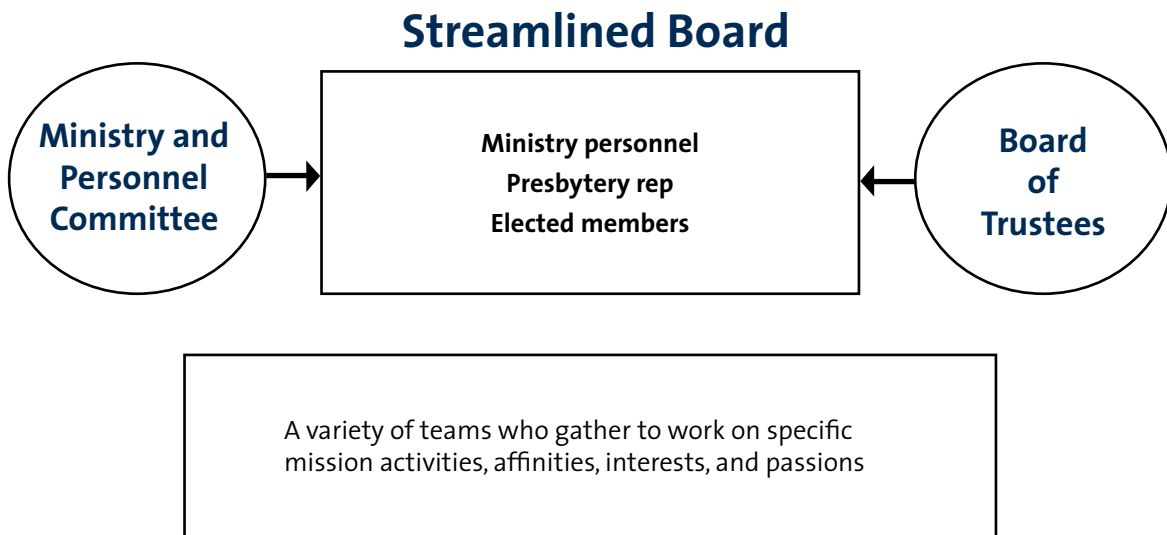 Streamlined Board
Ministry and
Personnel
Committee
Ministry personnel
Presbytery rep
Elected members
Board
of
Trustees
A variety of teams who gather to work on specific
mission activities, affinities, interests, and passions